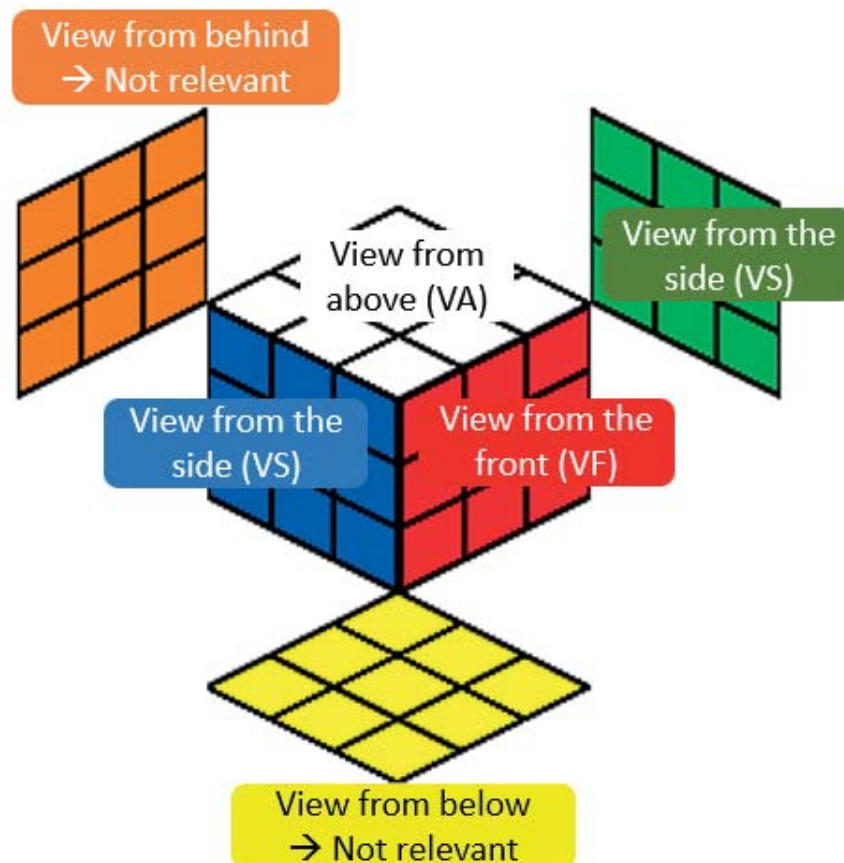 View from behind
→ Not relevant
View from
above (VA)
View from the
side (VS)
View from the
side (VS)
View from the
front (VF)
View from below
→ Not relevant